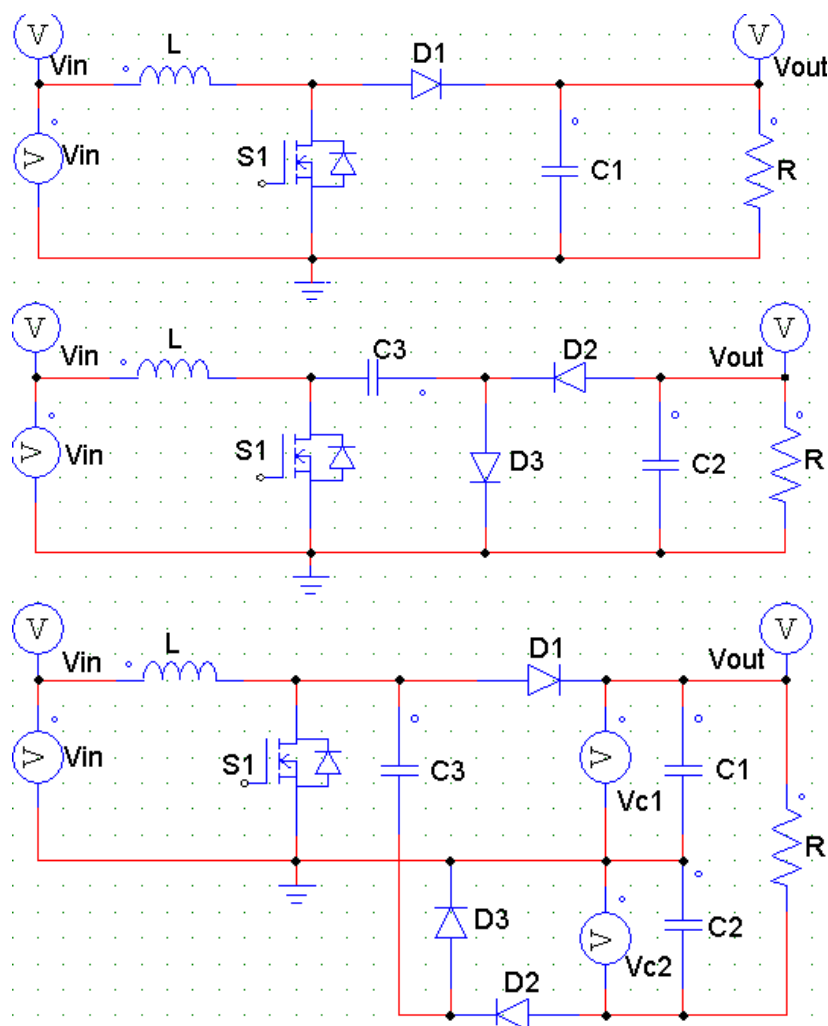 V V
Vin L D1 Vout
V Vin S1 C1 R
V V
Vin L C3 D2 Vout
V Vin S1 D3 C2 R
V V
Vin L D1 Vout
V Vin S1 C3 V Vc1 C1
R
D3 V Vc2 C2
D2